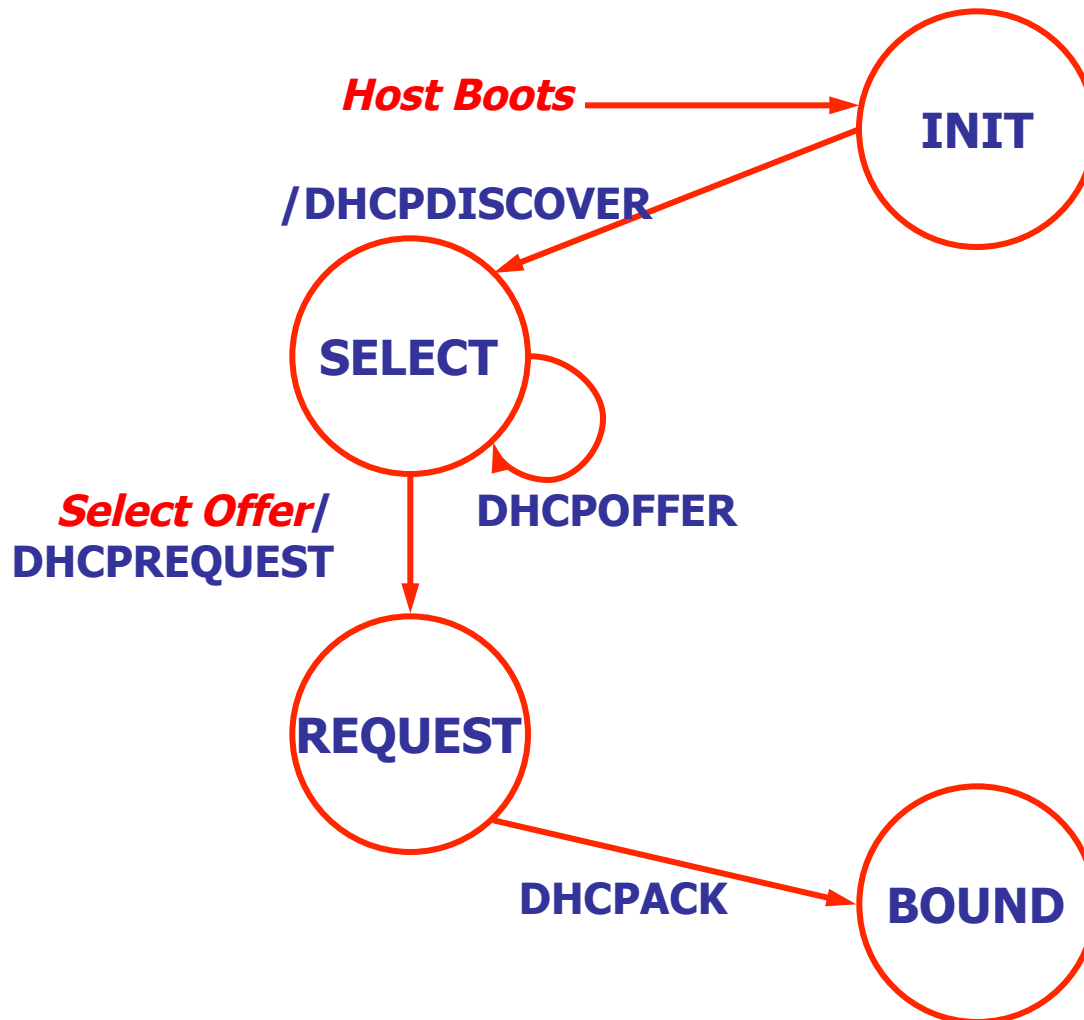 Host Boots
INIT
/DHCPDISCOVER
SELECT
Select Offer/
DHCPREQUEST
DHCPOFFER
REQUEST
DHCPACK
BOUND